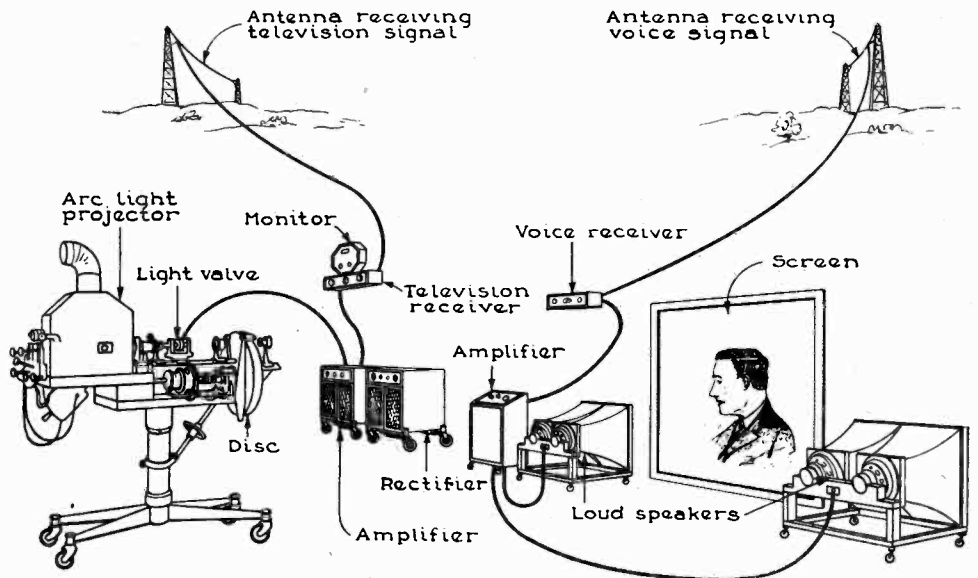 Antenna receiving
television signal
Antenna receiving
voice signal
Arc light
projector
Monitor
Voice receiver
Light valve
Television
receiver
Screen
Amplifier
Disc
Rectifier
Amplifier
Loud speakers